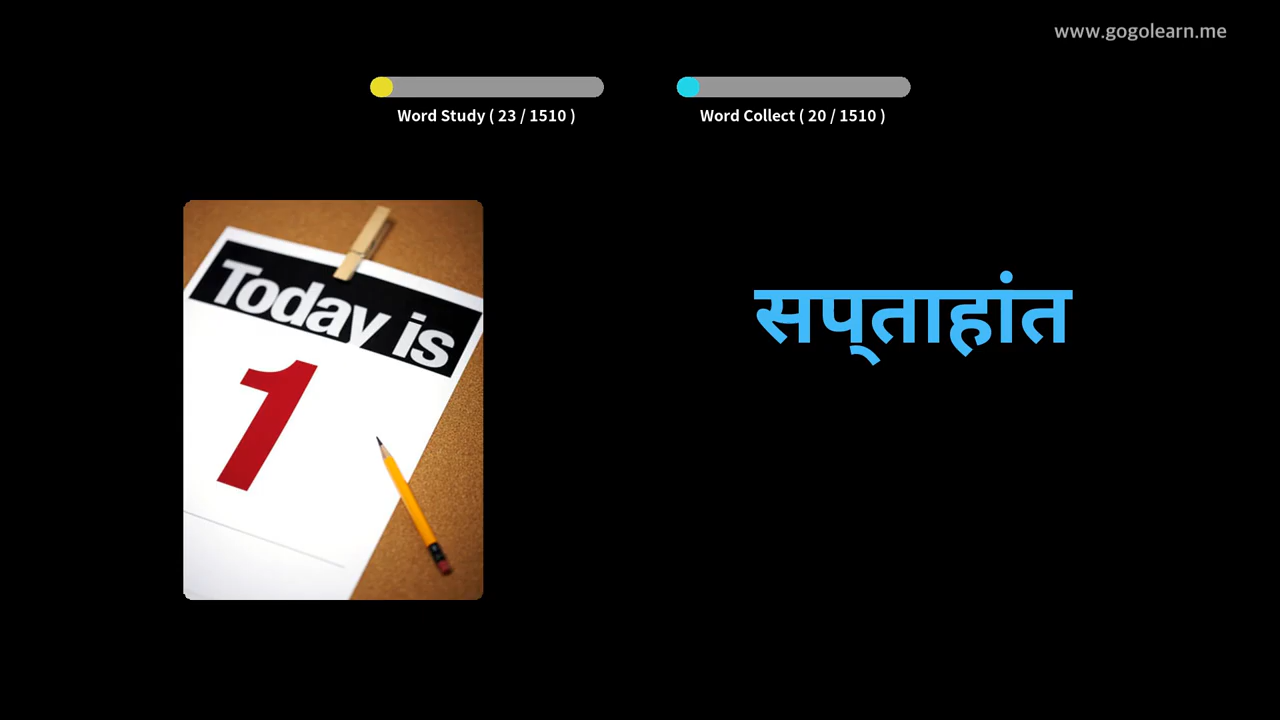 www.gogolearn.me
Word Study ( 23 / 1510 )
Word Collect ( 20 / 1510 )
Today is
1
सप्ताहांत